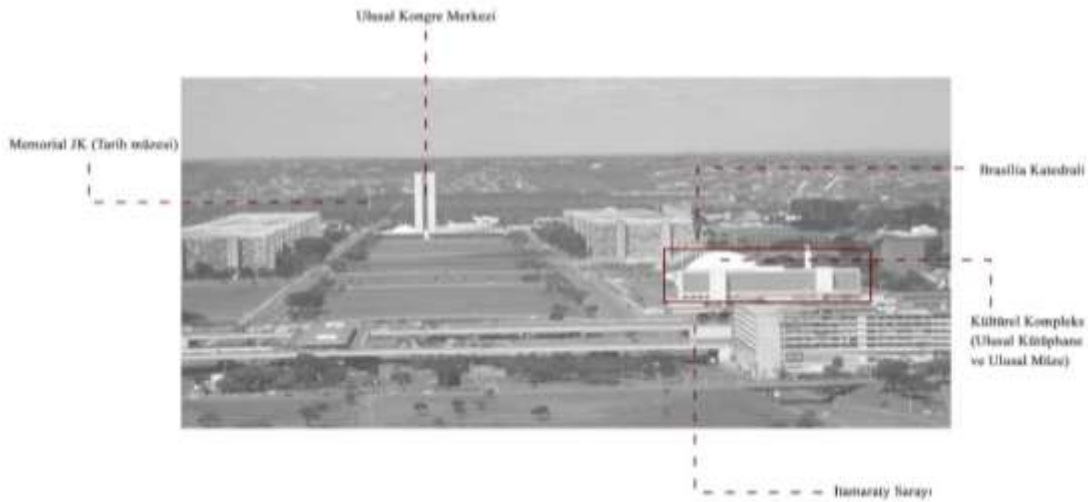 Ulusal Kongre Merkezi
Memorial JK (Tarih müzesi)
Brasilia Katedrali
Kültürel Kompleks
(Ulusal Kütüphane
ve Ulusal Müze)
Itamaraty Sarayı